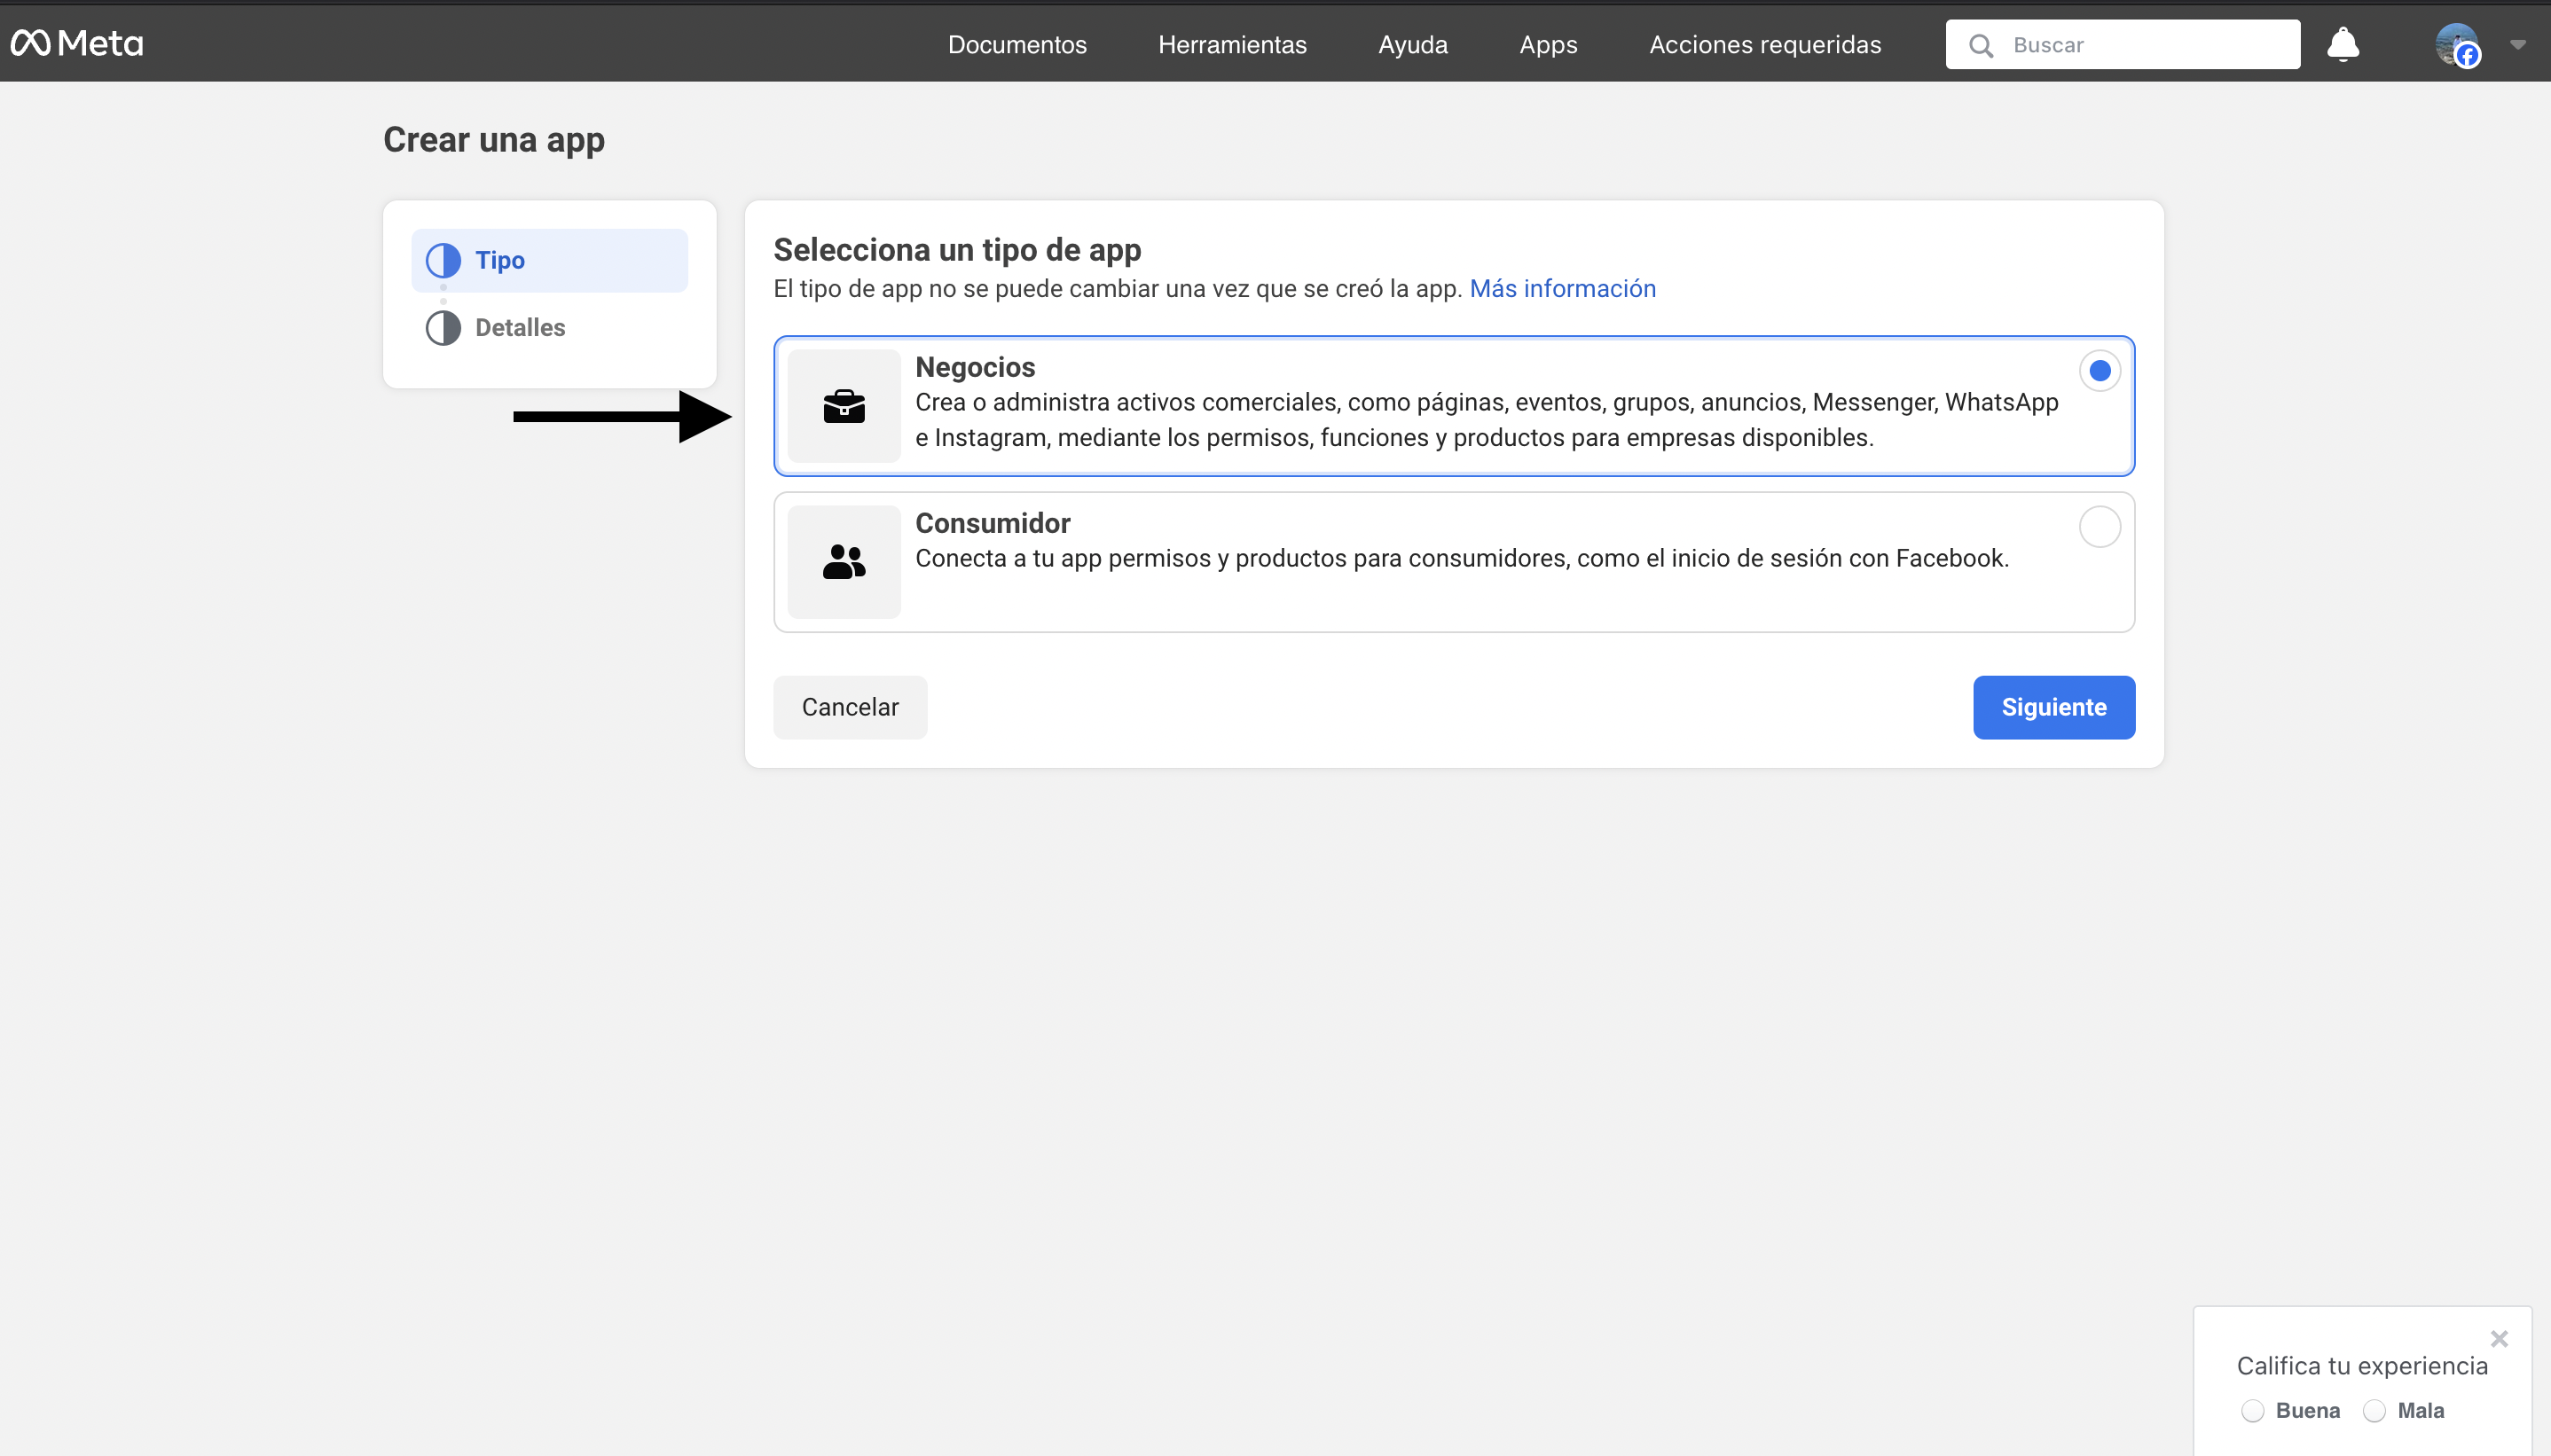 Meta
Documentos
Herramientas
Ayuda
Apps
Acciones requeridas
Buscar
Crear una app
Tipo
Detalles
Selecciona un tipo de app
El tipo de app no se puede cambiar una vez que se creó la app. Más información
Negocios
Crea o administra activos comerciales, como páginas, eventos, grupos, anuncios, Messenger, WhatsApp
e Instagram, mediante los permisos, funciones y productos para empresas disponibles.
Consumidor
Conecta a tu app permisos y productos para consumidores, como el inicio de sesión con Facebook.
Cancelar
Siguiente
Califica tu experiencia
Buena
Mala